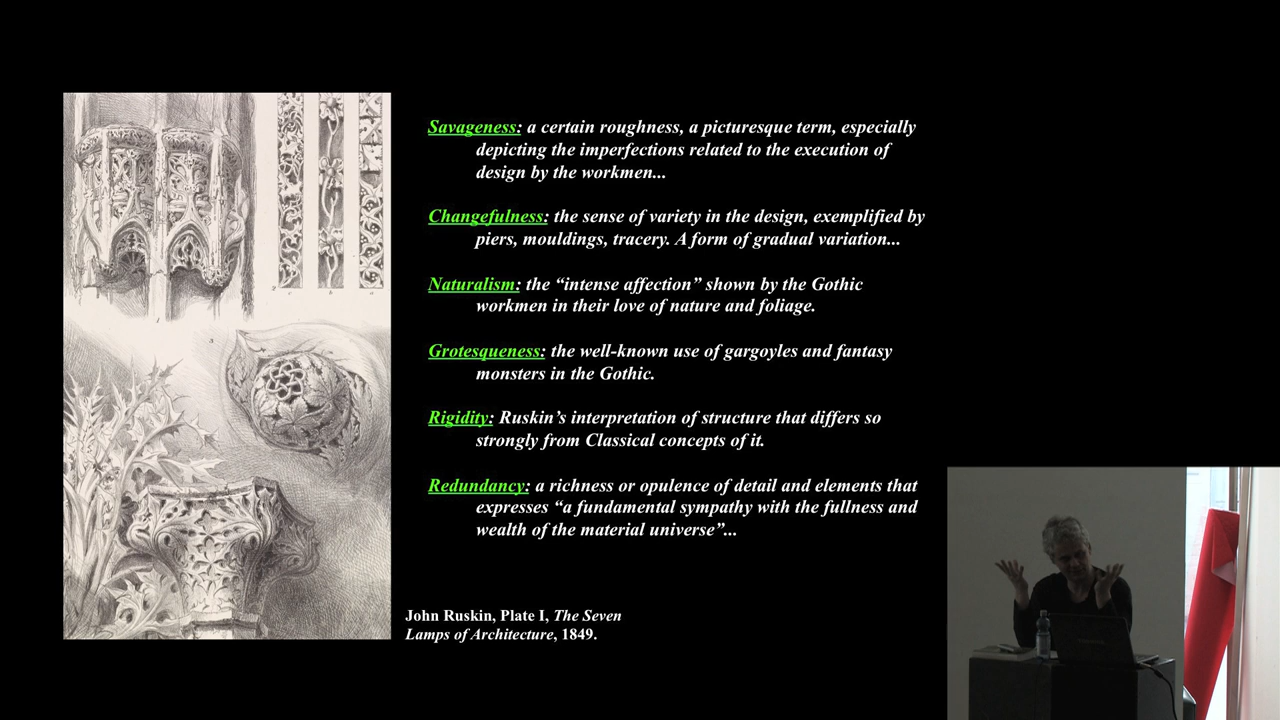 Savageness: a certain roughness, a picturesque term, especially
depicting the imperfections related to the execution of
design by the workmen...
Changefulness: the sense of variety in the design, exemplified by
piers, mouldings, tracery. A form of gradual variation...
Naturalism: the “intense affection” shown by the Gothic
workmen in their love of nature and foliage.
Grotesqueness: the well-known use of gargoyles and fantasy
monsters in the Gothic.
Rigidity: Ruskin’s interpretation of structure that differs so
strongly from Classical concepts of it.
Redundancy: a richness or opulence of detail and elements that
expresses “a fundamental sympathy with the fullness and
wealth of the material universe”...
John Ruskin, Plate I, The Seven
Lamps of Architecture, 1849.